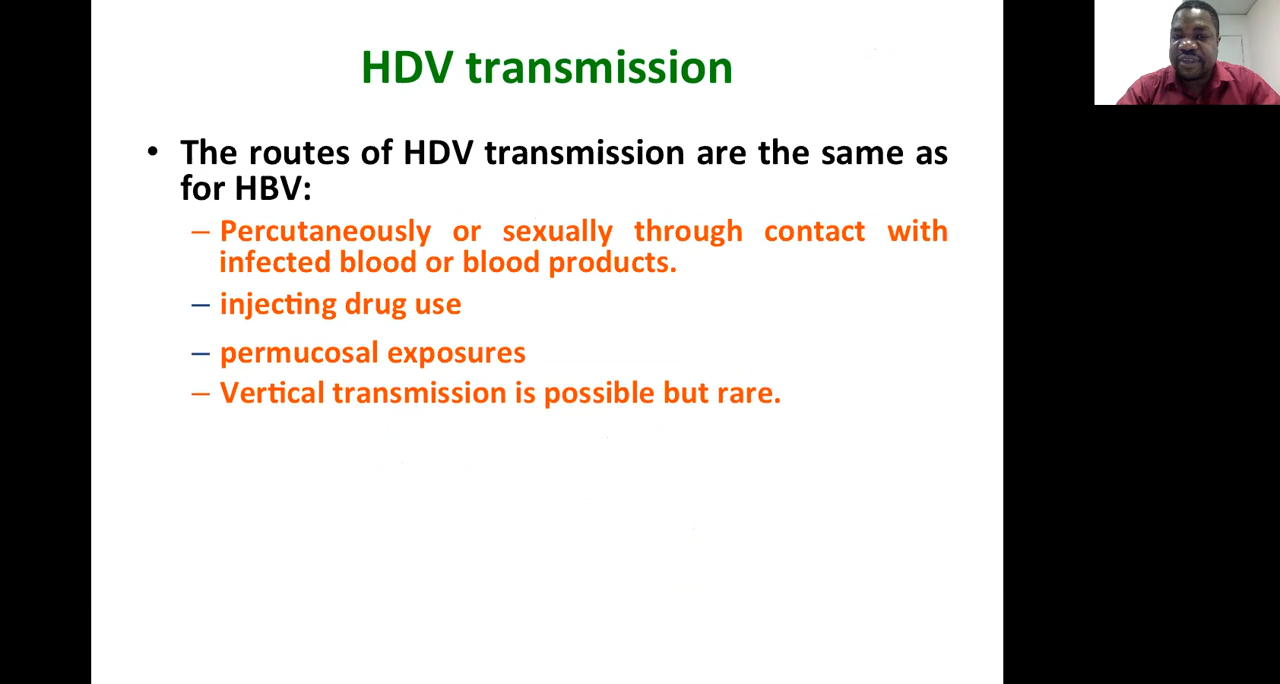 HDV transmission
• The routes of HDV transmission are the same as
for HBV:
– Percutaneously or sexually through contact with
infected blood or blood products.
– injecting drug use
– permucosal exposures
– Vertical transmission is possible but rare.